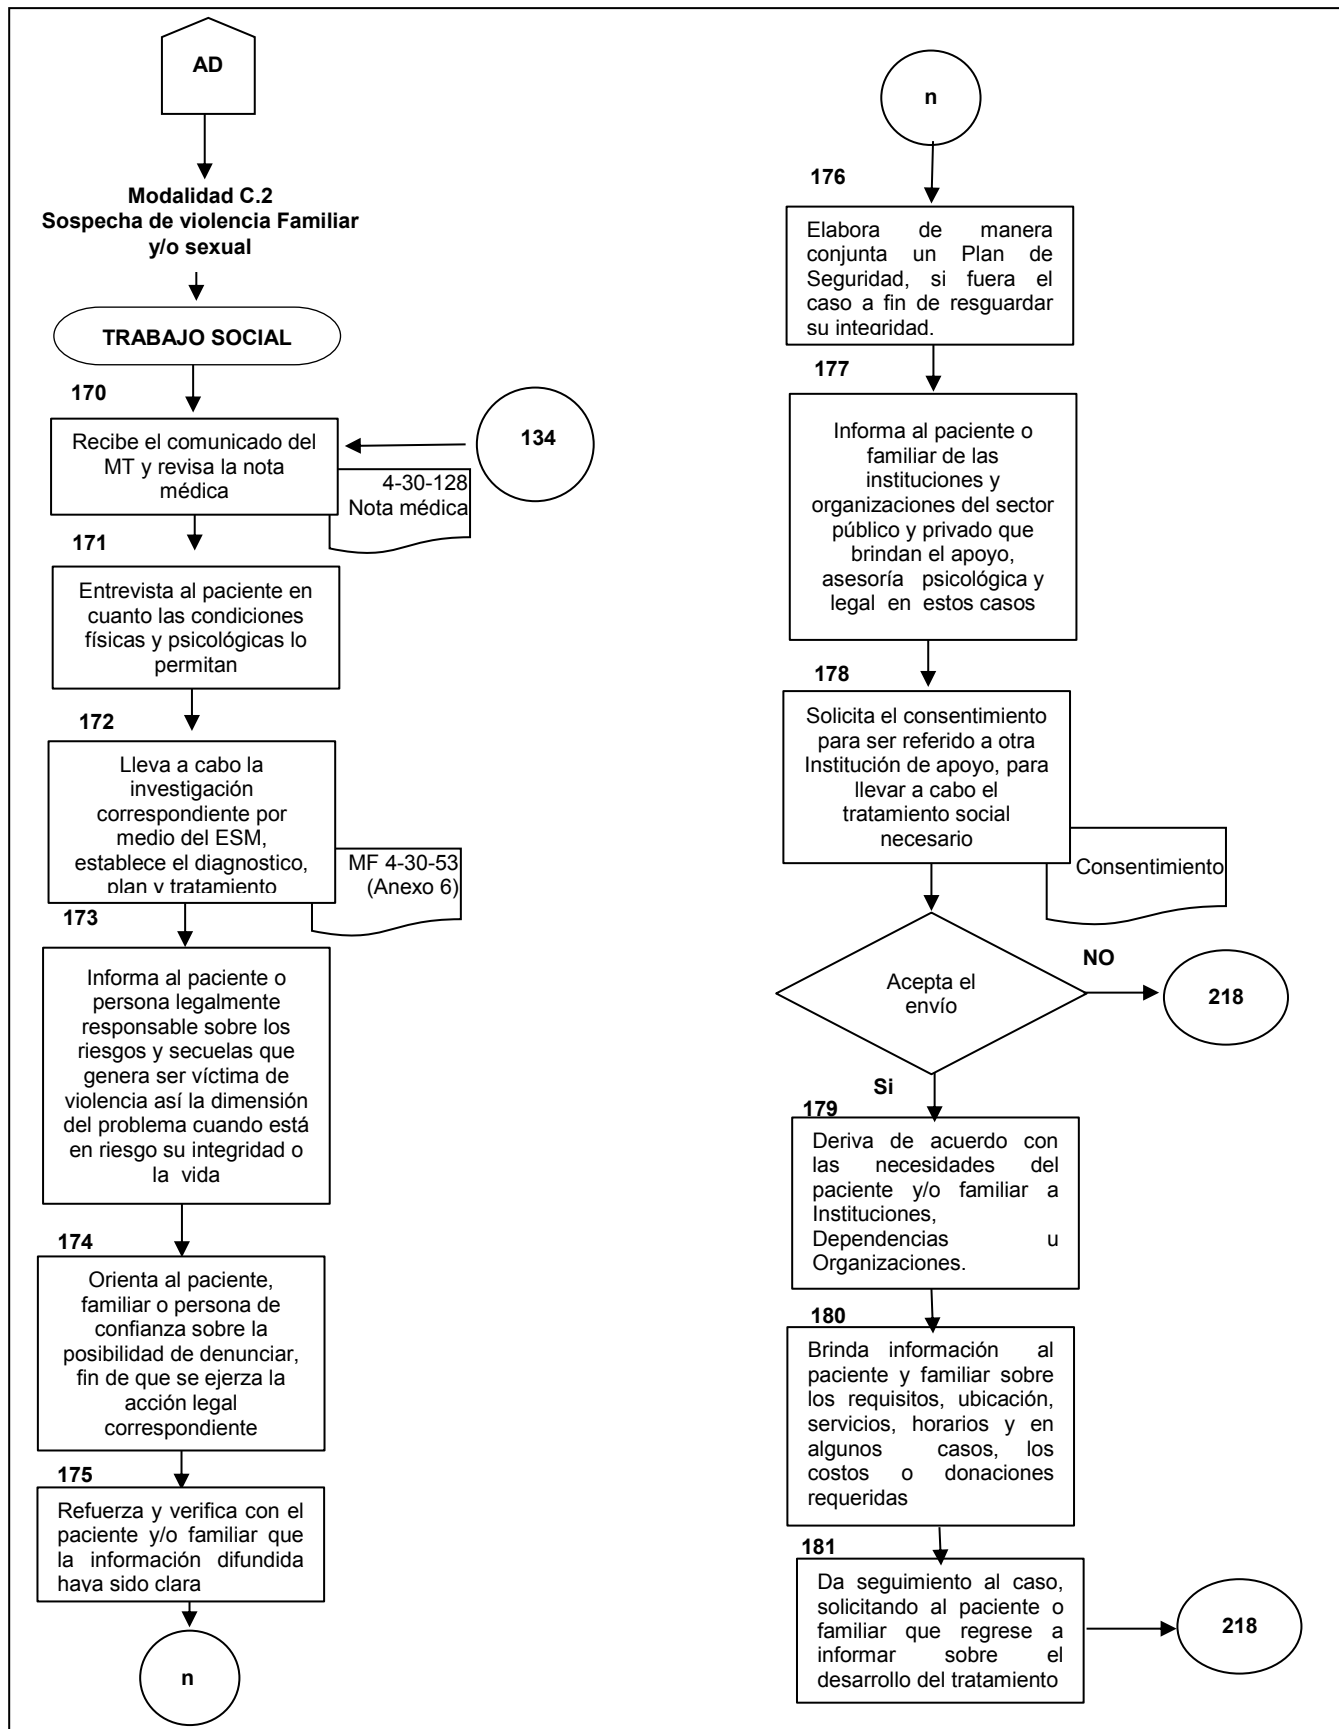 AD
Modalidad C.2
Sospecha de violencia Familiar
y/o sexual
TRABAJO SOCIAL
170
Recibe el comunicado del
MT y revisa la nota
médica
134
4-30-128
Nota médica
171
Entrevista al paciente en
cuanto las condiciones
físicas y psicológicas lo
permitan
172
Lleva a cabo la
investigación
correspondiente por
medio del ESM,
establece el diagnostico,
plan y tratamiento
MF 4-30-53
(Anexo 6)
173
Informa al paciente o
persona legalmente
responsable sobre los
riesgos y secuelas que
genera ser víctima de
violencia así la dimensión
del problema cuando está
en riesgo su integridad o
la vida
174
Orienta al paciente,
familiar o persona de
confianza sobre la
posibilidad de denunciar,
fin de que se ejerza la
acción legal
correspondiente
175
Refuerza y verifica con el
paciente y/o familiar que
la información difundida
haya sido clara
n
n
176
Elabora de manera
conjunta un Plan de
Seguridad, si fuera el
caso a fin de resguardar
su integridad.
177
Informa al paciente o
familiar de las
instituciones y
organizaciones del sector
público y privado que
brindan el apoyo,
asesoría psicológica y
legal en estos casos
178
Solicita el consentimiento
para ser referido a otra
Institución de apoyo, para
llevar a cabo el
tratamiento social
necesario
Consentimiento
Acepta el
envío
NO
218
Si
179
Deriva de acuerdo con
las necesidades del
paciente y/o familiar a
Instituciones,
Dependencias u
Organizaciones.
180
Brinda información al
paciente y familiar sobre
los requisitos, ubicación,
servicios, horarios y en
algunos casos, los
costos o donaciones
requeridas
181
Da seguimiento al caso,
solicitando al paciente o
familiar que regrese a
informar sobre el
desarrollo del tratamiento
218